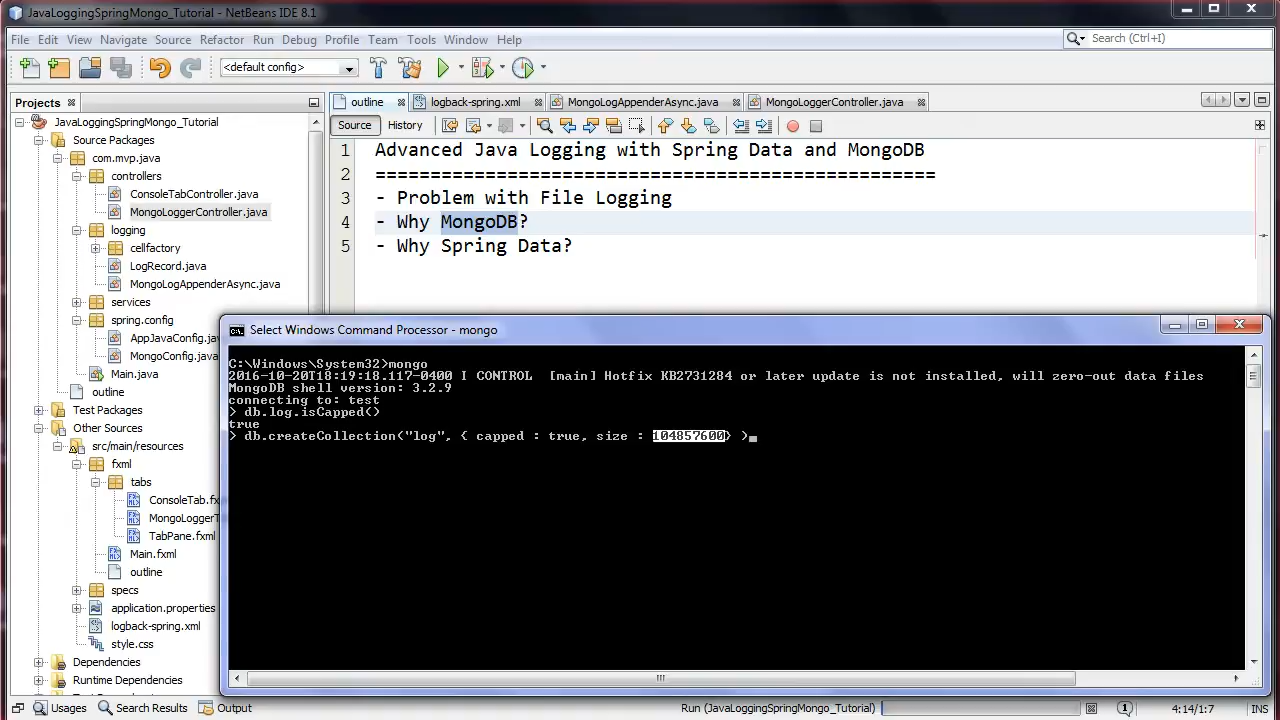 JavaLoggingSpringMongo_Tutorial - NetBeans IDE 8.1
File Edit View Navigate Source Refactor Run Debug Profile Team Tools Window Help
Search (Ctrl+I)
<default config>
Projects
outline
logback-spring.xml
MongoLogAppenderAsync.java
MongoLoggerController.java
JavaLoggingSpringMongo_Tutorial
Source Packages
com.mvp.java
controllers
ConsoleTabController.java
MongoLoggerController.java
logging
cellfactory
LogRecord.java
MongoLogAppenderAsync.java
services
spring.config
AppJavaConfig.jav
MongoConfig.java
Main.java
outline
Test Packages
Other Sources
src/main/resources
fxml
tabs
ConsoleTab.fx
MongoLoggerT
TabPane.fxml
Main.fxml
outline
specs
application.properties
logback-spring.xml
style.css
Dependencies
Runtime Dependencies
Source History
1 Advanced Java Logging with Spring Data and MongoDB
2 ===================================================
3 - Problem with File Logging
4 - Why MongoDB?
5 - Why Spring Data?
Select Windows Command Processor - mongo
C:\Windows\System32>mongo
2016-10-20T18:19:18.117-0400 I CONTROL [main] Hotfix KB2731284 or later update is not installed, will zero-out data files
MongoDB shell version: 3.2.9
connecting to: test
> db.log.isCapped()
true
> db.createCollection("log", { capped : true, size : 104857600} )
Usages Search Results Output
Run (JavaLoggingSpringMongo_Tutorial)
1
4:14/1:7
INS